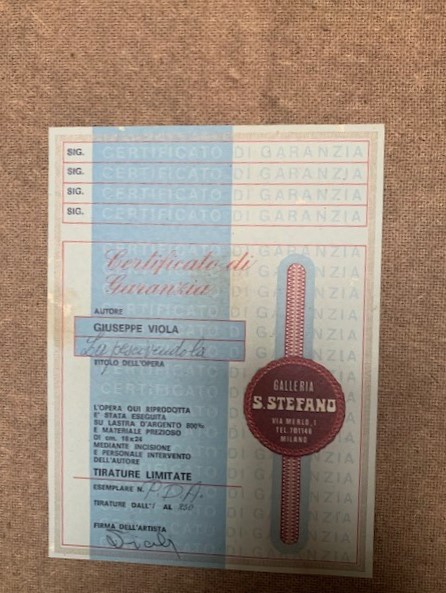 SIG.
SIG.
SIG.
SIG.
CERTIFICATO DI GARANZIA
CERTIFICATO DI GARANZIA
CERTIFICATO DI GARANZIA
CERTIFICATO DI GARANZIA
Certificato di
Garanzia
AUTORE
GIUSEPPE VIOLA
TITOLO DELL'OPERA
L'OPERA QUI RIPRODOTTA
E' STATA ESEGUITA
SU LASTRA D'ARGENTO 800%
E MATERIALE PREZIOSO
DI cm. 18x24
MEDIANTE INCISIONE
E PERSONALE INTERVENTO
DELL'AUTORE
TIRATURE LIMITATE
ESEMPLARE N. P.D.A.
TIRATURE DALL'1 AL 250
FIRMA DELL'ARTISTA
GALLERIA
S.STEFANO
VIA MERLO, 1
MILANO